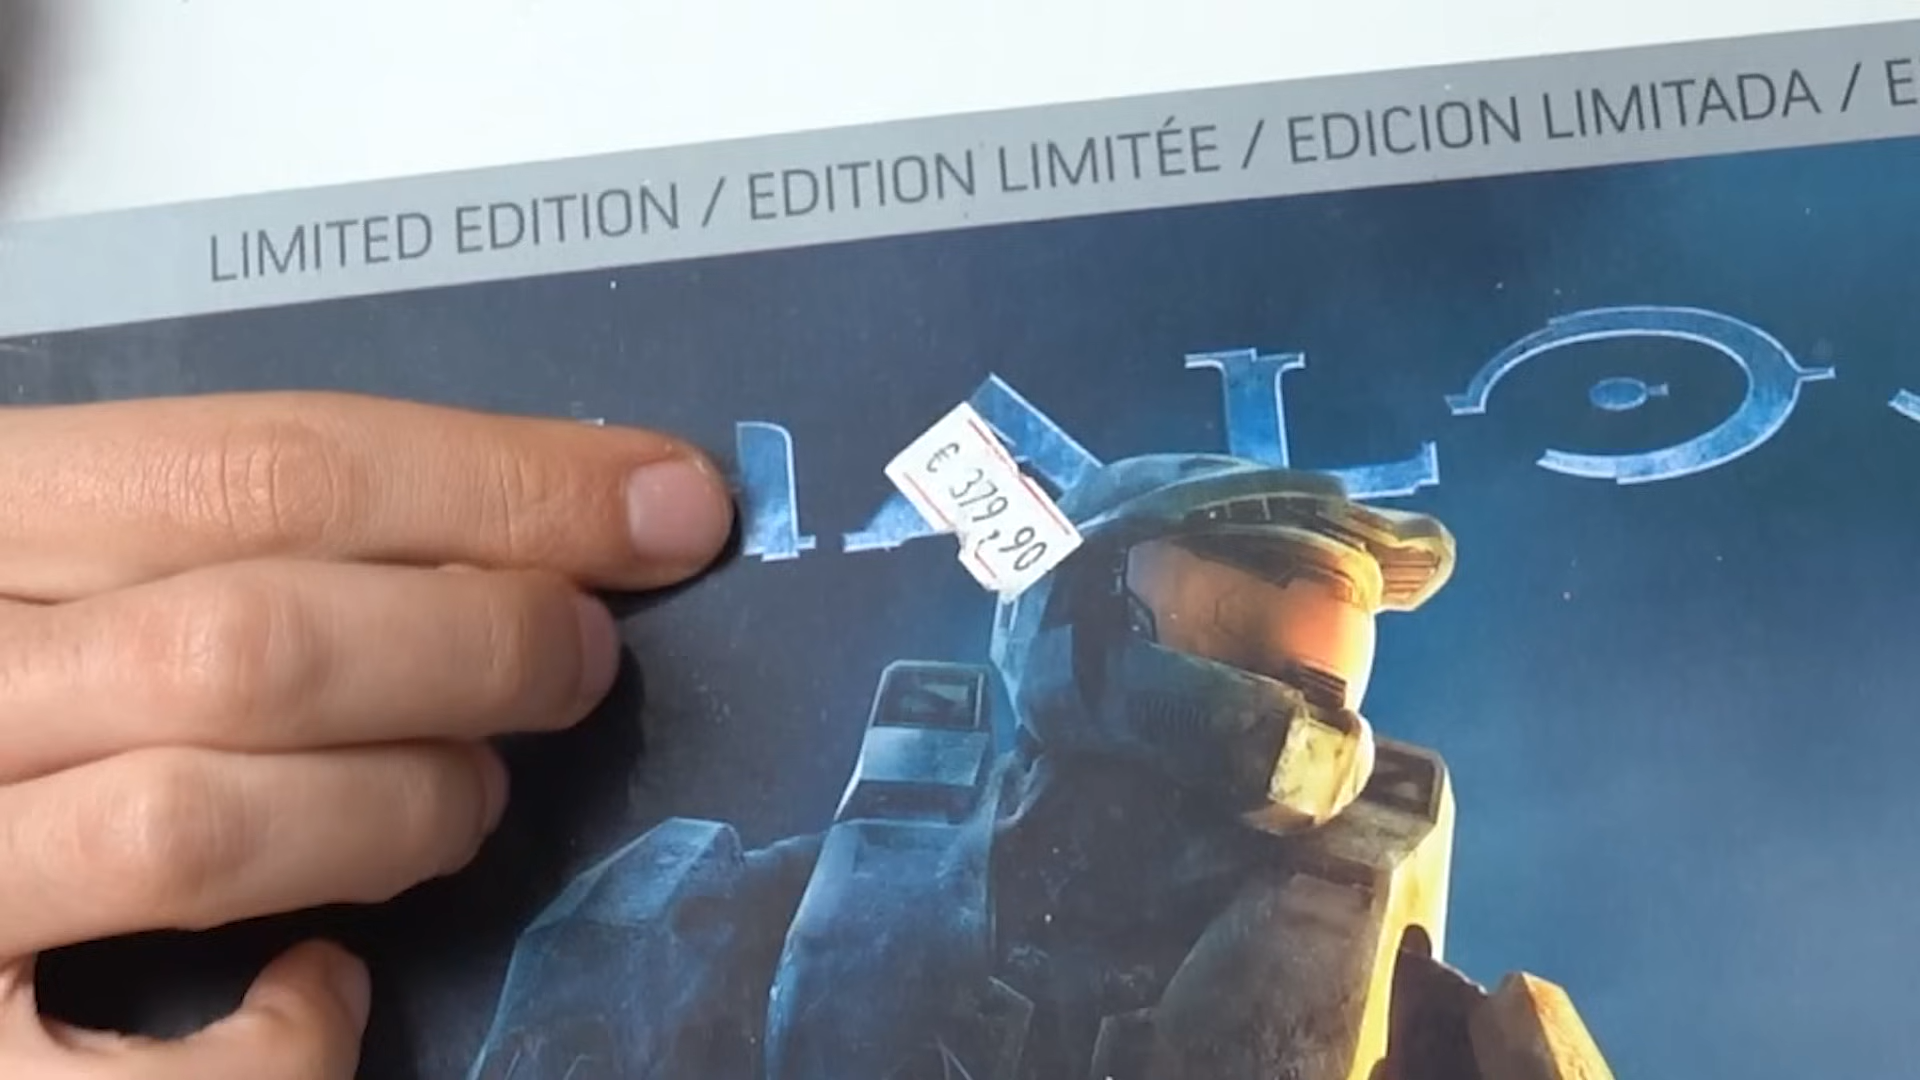 LIMITED EDITION / EDITION LIMITÉE / EDICION LIMITADA /
HALO
€ 379,90